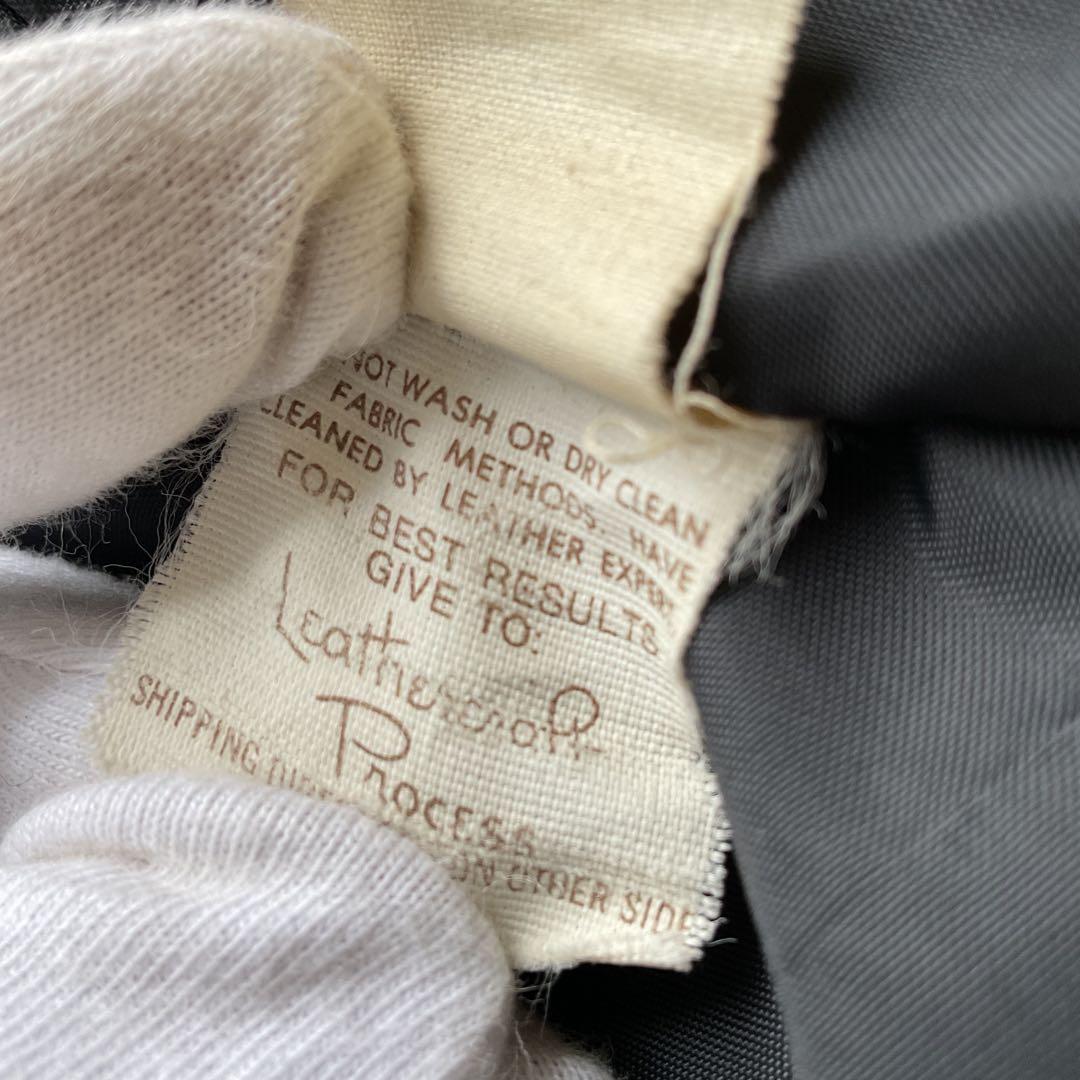 NOT WASH OR DRY CLEAN
FABRIC METHODS. HAVE
CLEANED BY LEATHER EXPERT
FOR BEST RESULTS
GIVE TO:
Leathercraft
PROCESS
SHIPPING ON OTHER SIDE